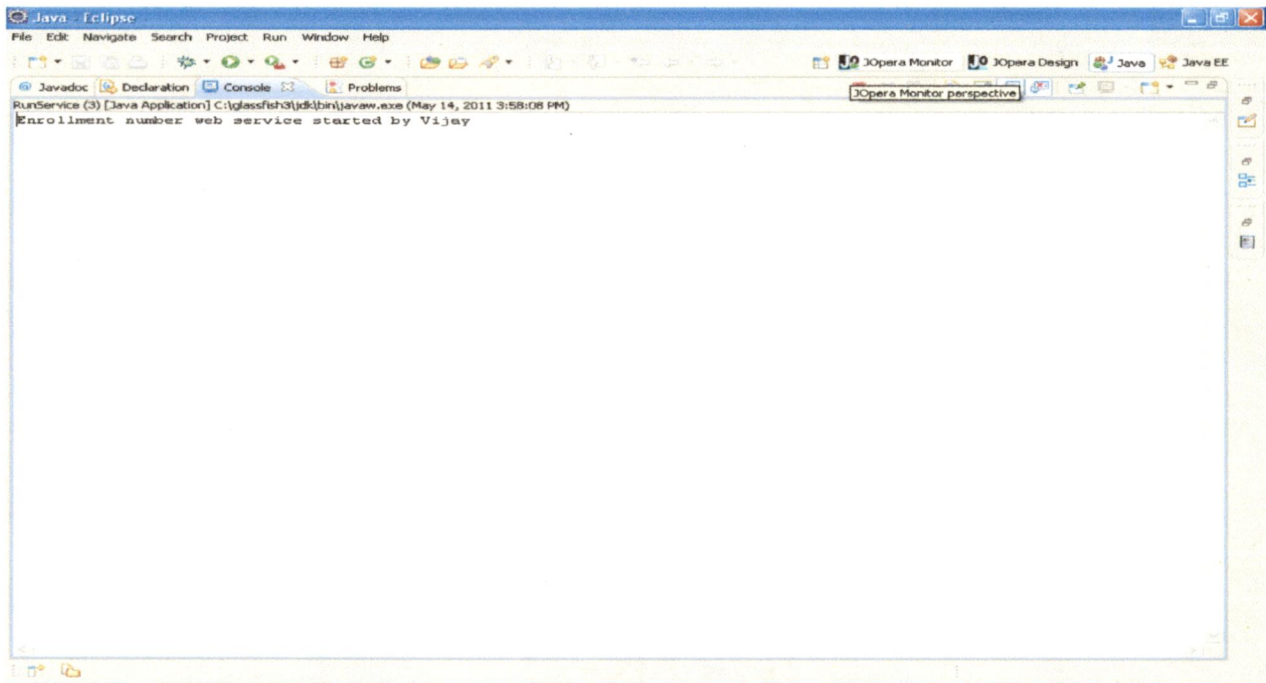 Java - Eclipse
File Edit Navigate Search Project Run Window Help
JOpera Monitor JOpera Design Java Java EE
Javadoc Declaration Console Problems
JOpera Monitor perspective
RunService (3) [Java Application] C:\glassfish3\jdk\bin\javaw.exe (May 14, 2011 3:58:08 PM)
Enrollment number web service started by Vijay